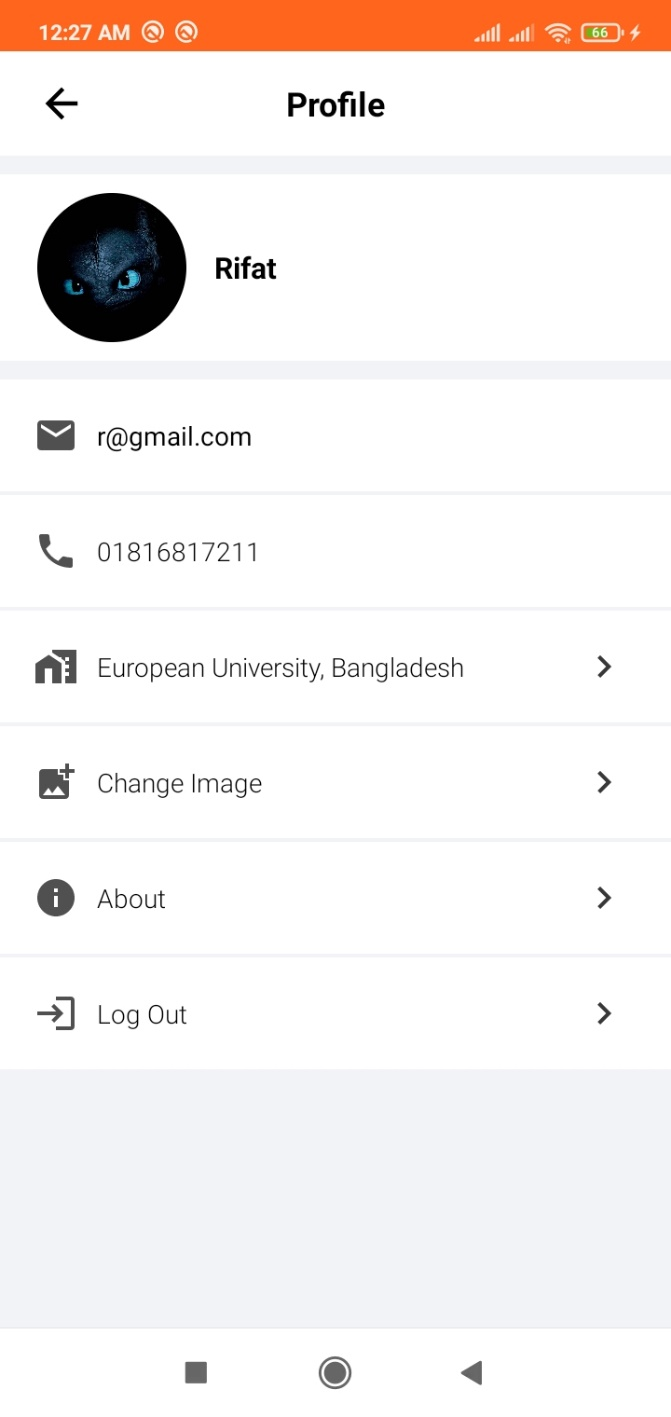 12:27 AM 66
Profile
Rifat
r@gmail.com
01816817211
European University, Bangladesh
Change Image
About
Log Out